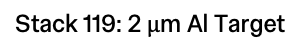 Stack 119: 2 μm Al Target